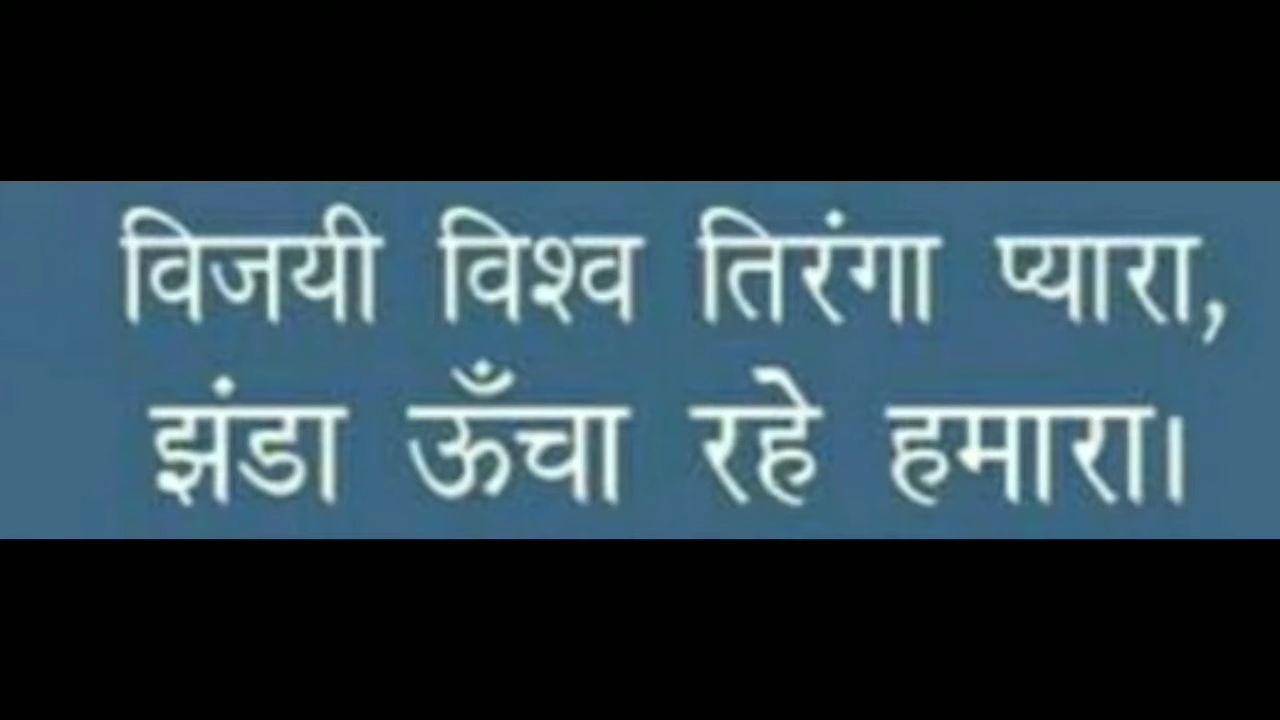 विजयी विश्व तिरंगा प्यारा,
झंडा ऊँचा रहे हमारा।